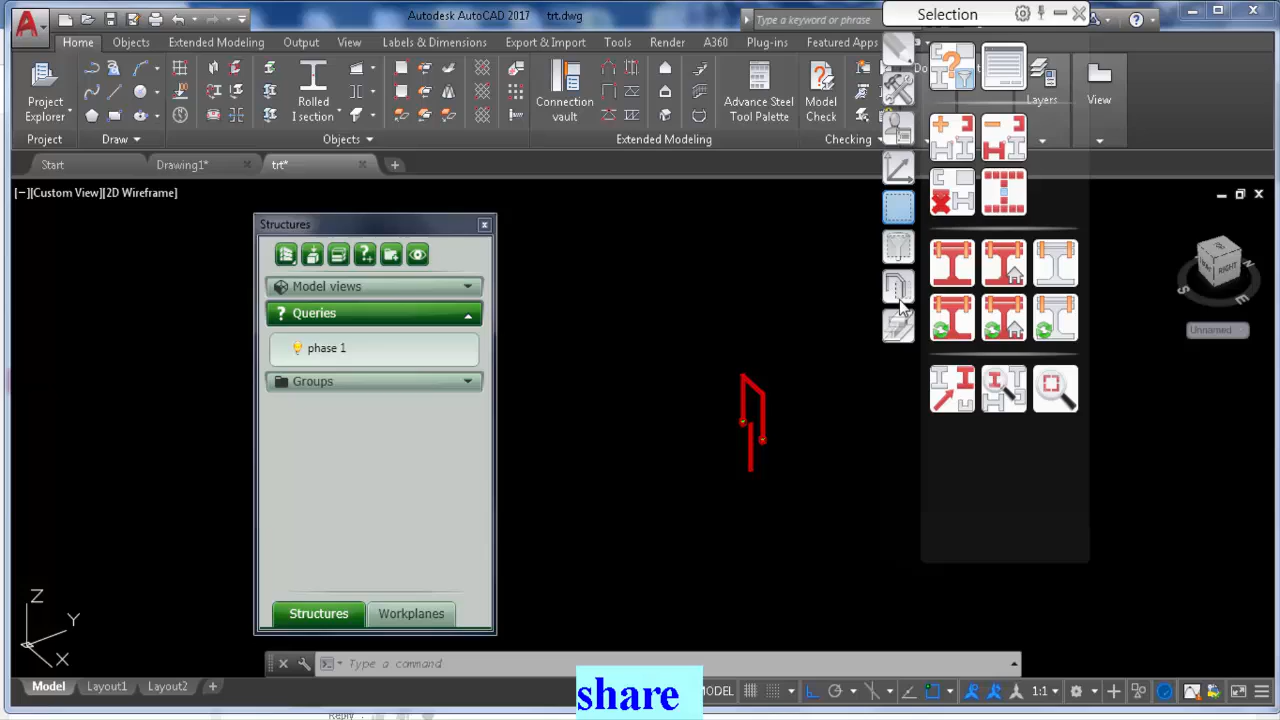 Autodesk AutoCAD 2017 trt.dwg
Type a keyword or phrase
Selection
Home Objects Extended Modeling Output View Labels & Dimensions Export & Import Tools Render A360 Plug-ins Featured Apps
Project
Explorer
Rolled
I section
Connection
vault
Advance Steel
Tool Palette
Model
Check
Layers
View
Project Draw Objects Extended Modeling Checking
Start Drawing1* trt*
[−][Custom View][2D Wireframe]
Structures
Model views
Queries
phase 1
Groups
Structures Workplanes
RIGHT
S
Unnamed
Z
Y
X
Type a command
Model Layout1 Layout2
MODEL
1:1
share
Reply